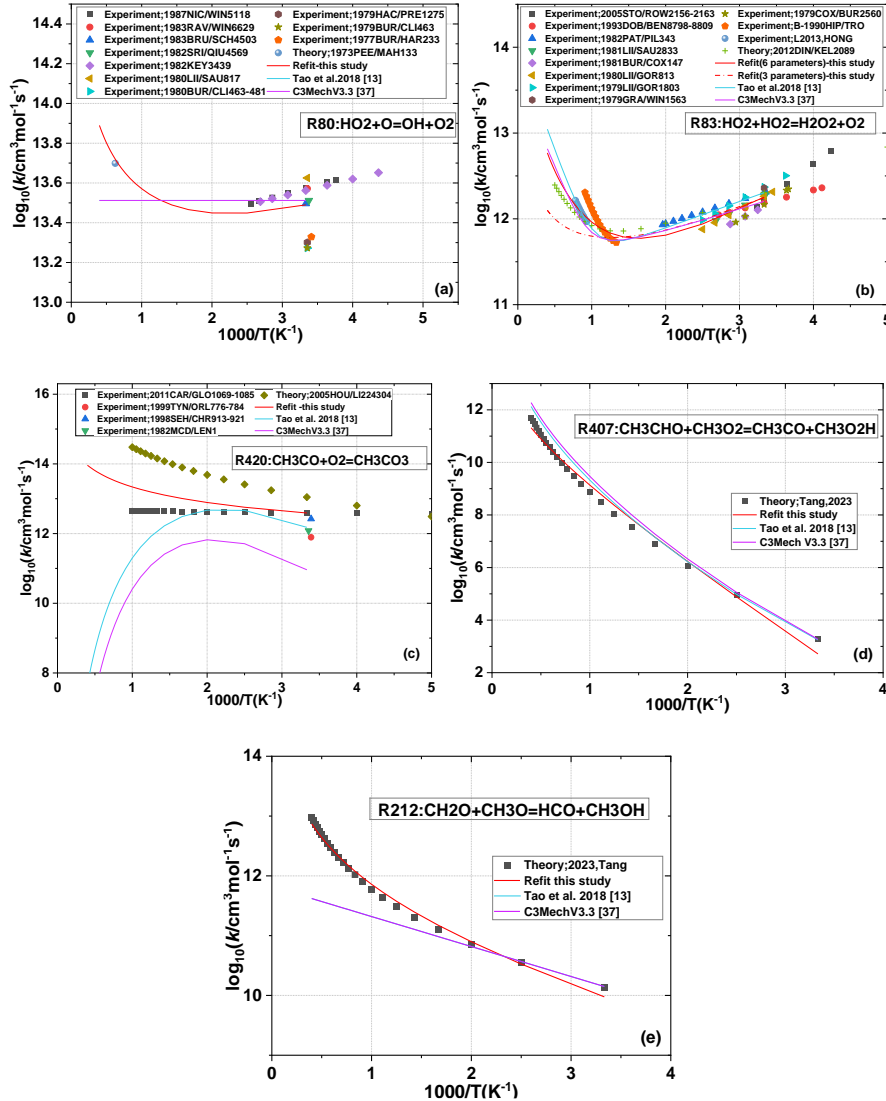 14.4
14.2
14.0
13.8
13.6
13.4
13.2
13.0
log10(k/cm3mol-1s-1)
Experiment;1987NIC/WIN5118
Experiment;1983RAV/WIN6629
Experiment;1983BRU/SCH4503
Experiment;1982SRI/QIU4569
Experiment;1982KEY3439
Experiment;1980LII/SAU817
Experiment;1980BUR/CLI463-481
Experiment;1979HAC/PRE1275
Experiment;1979BUR/CLI463
Experiment;1977BUR/HAR233
Theory;1973PEE/MAH133
Refit-this study
Tao et al.2018 [13]
C3MechV3.3 [37]
R80:HO2+O=OH+O2
(a)
0 1 2 3 4 5
1000/T(K-1)
14
13
12
11
log10(k/cm3mol-1s-1)
Experiment;2005STO/ROW2156-2163
Experiment;1993DOB/BEN8798-8809
Experiment;1982PAT/PIL343
Experiment;1981LII/SAU2833
Experiment;1981BUR/COX147
Experiment;1980LII/GOR813
Experiment;1979LII/GOR1803
Experiment;1979GRA/WIN1563
Experiment;1979COX/BUR2560
Experiment;B-1990HIP/TRO
Experiment;L2013,HONG
Theory;2012DIN/KEL2089
Refit(6 parameters)-this study
Refit(3 parameters)-this study
Tao et al.2018 [13]
C3MechV3.3 [37]
R83:HO2+HO2=H2O2+O2
(b)
0 1 2 3 4 5
1000/T(K-1)
16
14
12
10
8
log10(k/cm3mol-1s-1)
Experiment;2011CAR/GLO1069-1085
Experiment;1999TYN/ORL776-784
Experiment;1998SEH/CHR913-921
Experiment;1982MCD/LEN1
Theory;2005HOU/LI224304
Refit -this study
Tao et al. 2018 [13]
C3MechV3.3 [37]
R420:CH3CO+O2=CH3CO3
(c)
0 1 2 3 4 5
1000/T(K-1)
12
10
8
6
4
2
log10(k/cm3mol-1s-1)
R407:CH3CHO+CH3O2=CH3CO+CH3O2H
Theory;Tang,2023
Refit this study
Tao et al. 2018 [13]
C3Mech V3.3 [37]
(d)
0 1 2 3 4
1000/T(K-1)
14
13
12
11
10
log10(k/cm3mol-1s-1)
R212:CH2O+CH3O=HCO+CH3OH
Theory;2023,Tang
Refit this study
Tao et al. 2018 [13]
C3MechV3.3 [37]
(e)
0 1 2 3 4
1000/T(K-1)